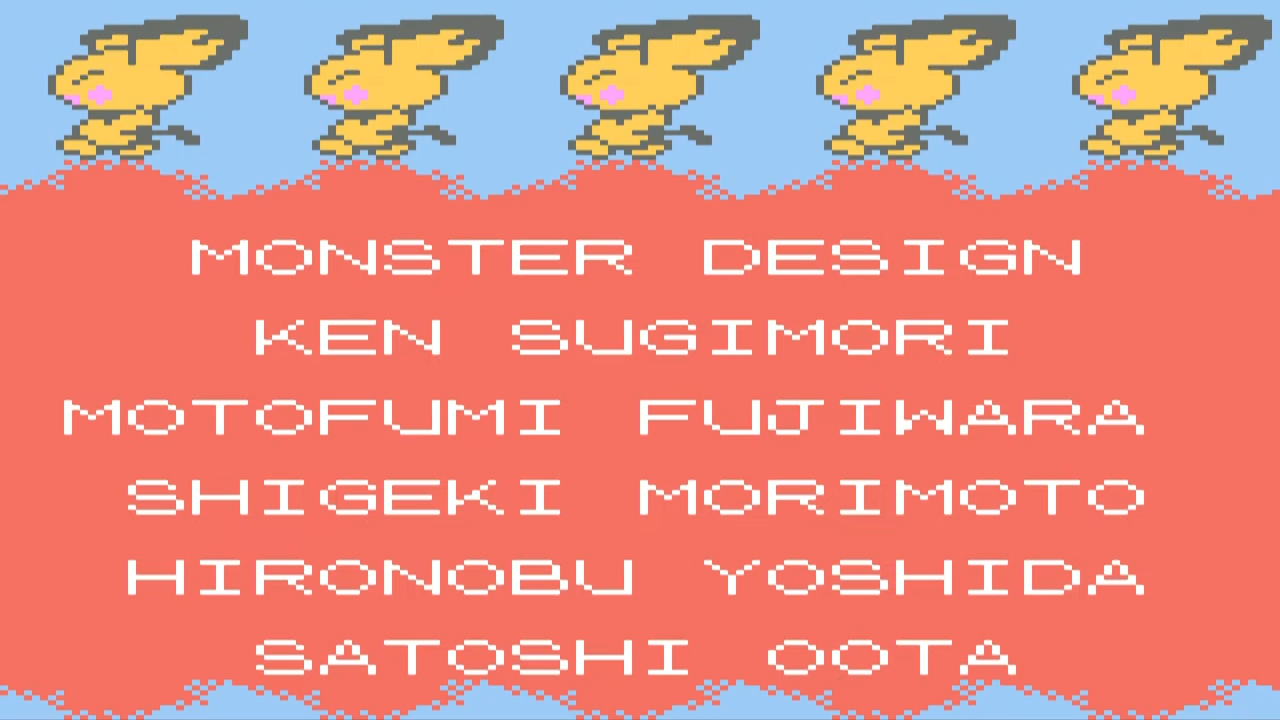 MONSTER DESIGN
KEN SUGIMORI
MOTOFUMI FUJIWARA
SHIGEKI MORIMOTO
HIRONOBU YOSHIDA
SATOSHI OOTA